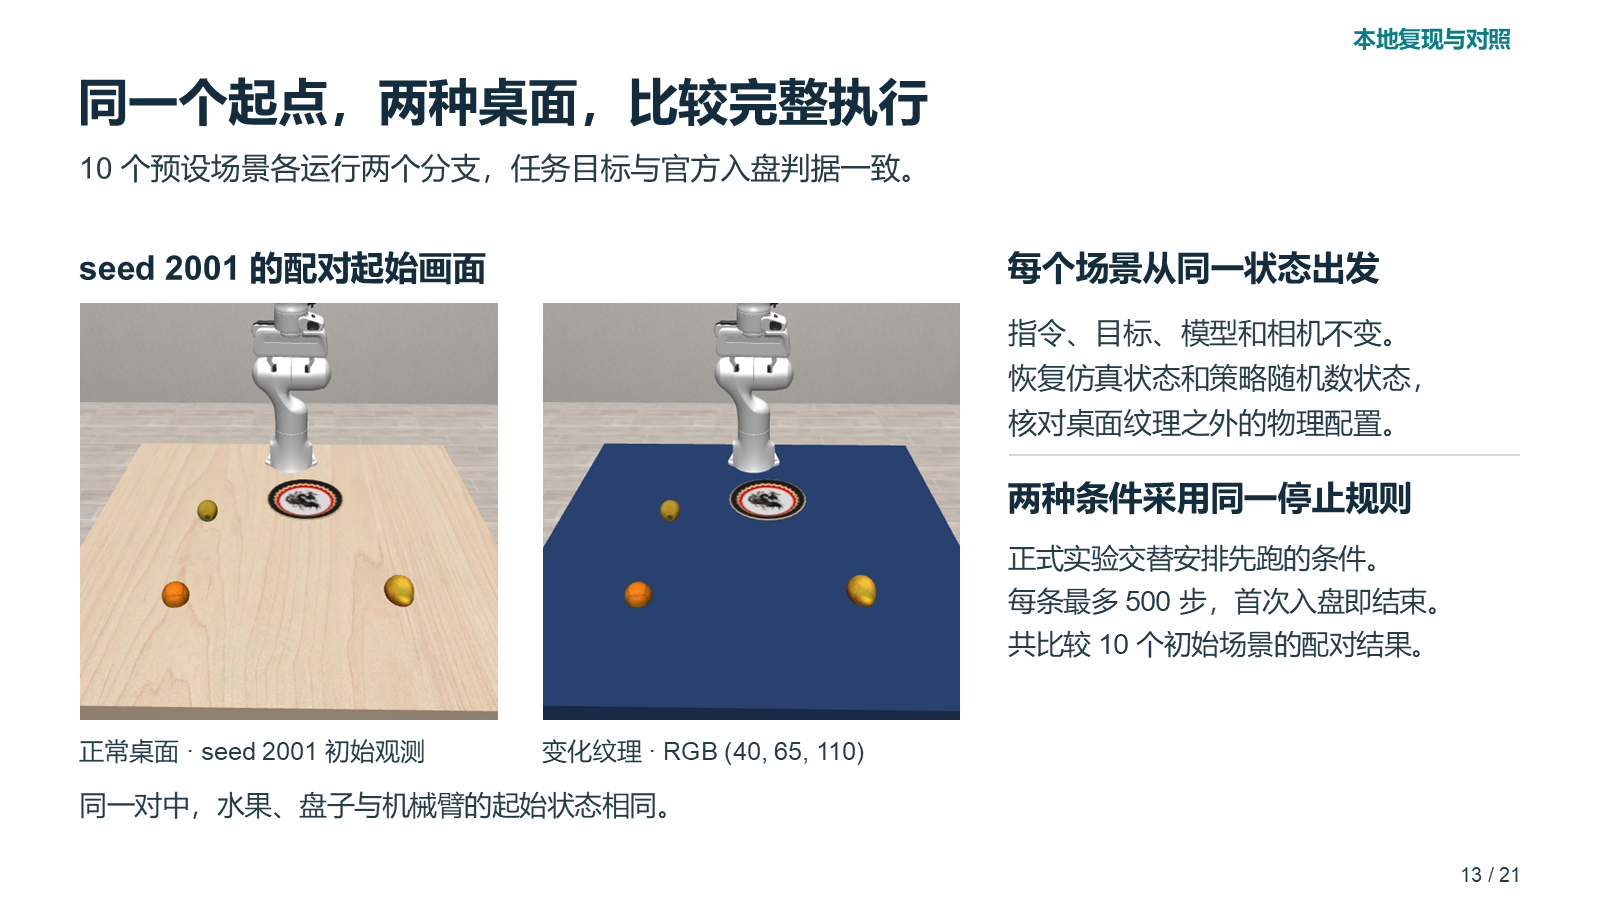 本地复现与对照
同一个起点，两种桌面，比较完整执行
10 个预设场景各运行两个分支，任务目标与官方入盘判据一致。
seed 2001 的配对起始画面
正常桌面 · seed 2001 初始观测
变化纹理 · RGB (40, 65, 110)
同一对中，水果、盘子与机械臂的起始状态相同。
每个场景从同一状态出发
指令、目标、模型和相机不变。
恢复仿真状态和策略随机数状态，
核对桌面纹理之外的物理配置。
两种条件采用同一停止规则
正式实验交替安排先跑的条件。
每条最多 500 步，首次入盘即结束。
共比较 10 个初始场景的配对结果。
13 / 21